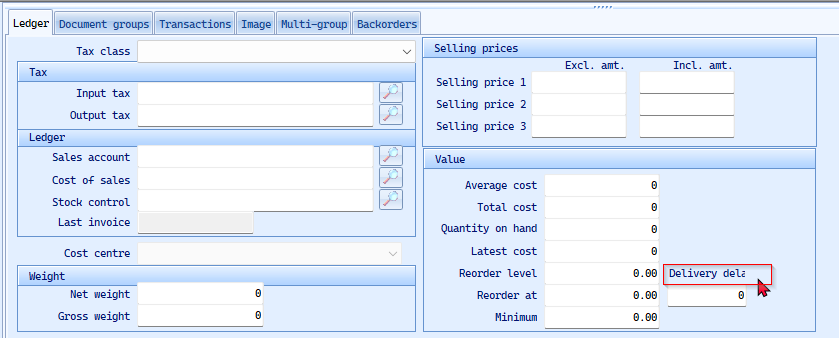 Ledger Document groups Transactions Image Multi-group Backorders
Tax class
Tax
Input tax
Output tax
Ledger
Sales account
Cost of sales
Stock control
Last invoice
Cost centre
Weight
Net weight 0
Gross weight 0
Selling prices
Excl. amt. Incl. amt.
Selling price 1
Selling price 2
Selling price 3
Value
Average cost 0
Total cost 0
Quantity on hand 0
Latest cost 0
Reorder level 0.00 Delivery dela
Reorder at 0.00 0
Minimum 0.00